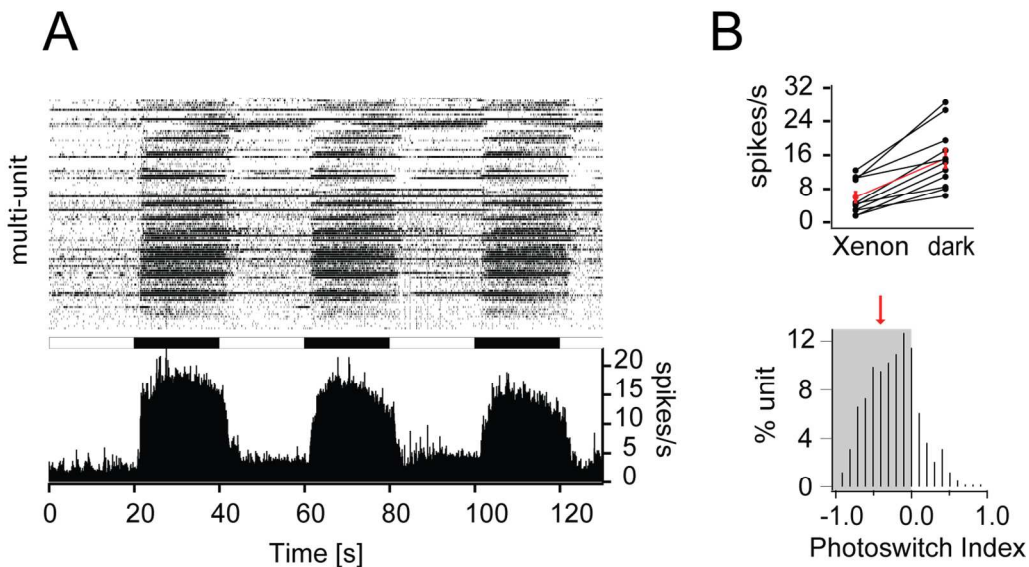 A
multi-unit
20
15
10
5
0
spikes/s
0 20 40 60 80 100 120
Time [s]
B
spikes/s
32
24
16
8
0
Xenon dark
% unit
12
8
4
0
-1.0 0.0 1.0
Photoswitch Index